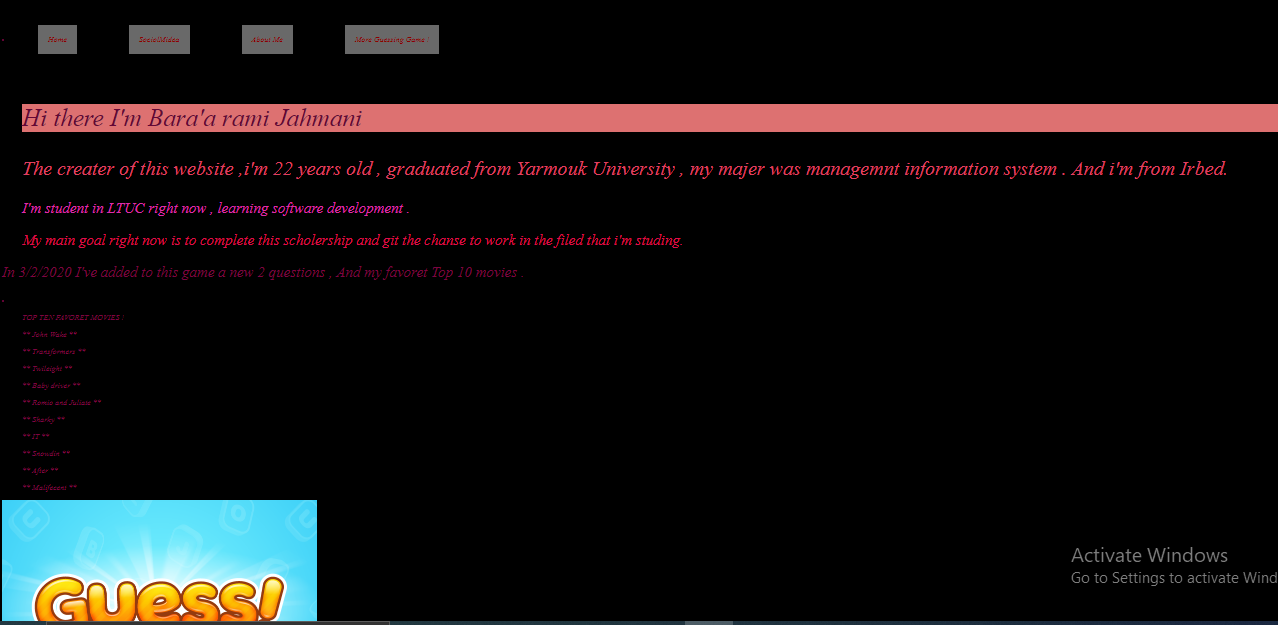 Home SocialMidea About Me More Guessing Game !
Hi there I'm Bara'a rami Jahmani
The creater of this website ,i'm 22 years old , graduated from Yarmouk University , my majer was managemnt information system . And i'm from Irbed.
I'm student in LTUC right now , learning software development .
My main goal right now is to complete this scholership and git the chanse to work in the filed that i'm studing.
In 3/2/2020 I've added to this game a new 2 questions , And my favoret Top 10 movies .
TOP TEN FAVORET MOVIES :
** John Wake **
** Transformers **
** **
** Baby driver **
** Romio and Juliete **
** Sharky **
** IT **
** Snowdin **
** After **
** Malifesent **
GUESS!
Activate Windows
Go to Settings to activate Wind